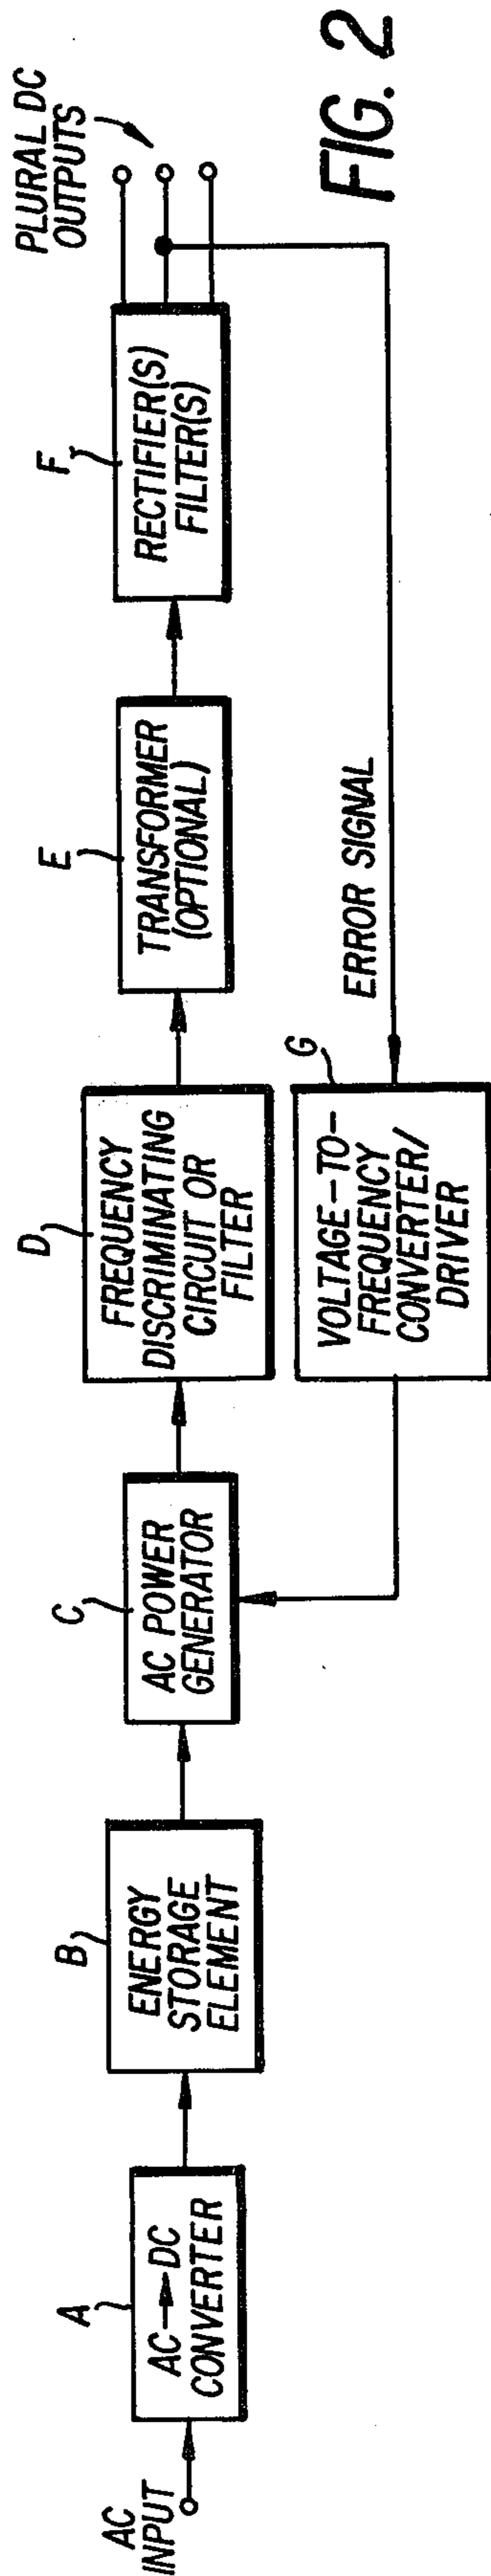 AC
INPUT
A
AC→DC
CONVERTER
B
ENERGY
STORAGE
ELEMENT
C
AC POWER
GENERATOR
D
FREQUENCY
DISCRIMINATING
CIRCUIT OR
FILTER
E
TRANSFORMER
(OPTIONAL)
F
RECTIFIER(S)
FILTER(S)
PLURAL DC
OUTPUTS
G
VOLTAGE-TO-
FREQUENCY
CONVERTER/
DRIVER
ERROR SIGNAL
FIG. 2